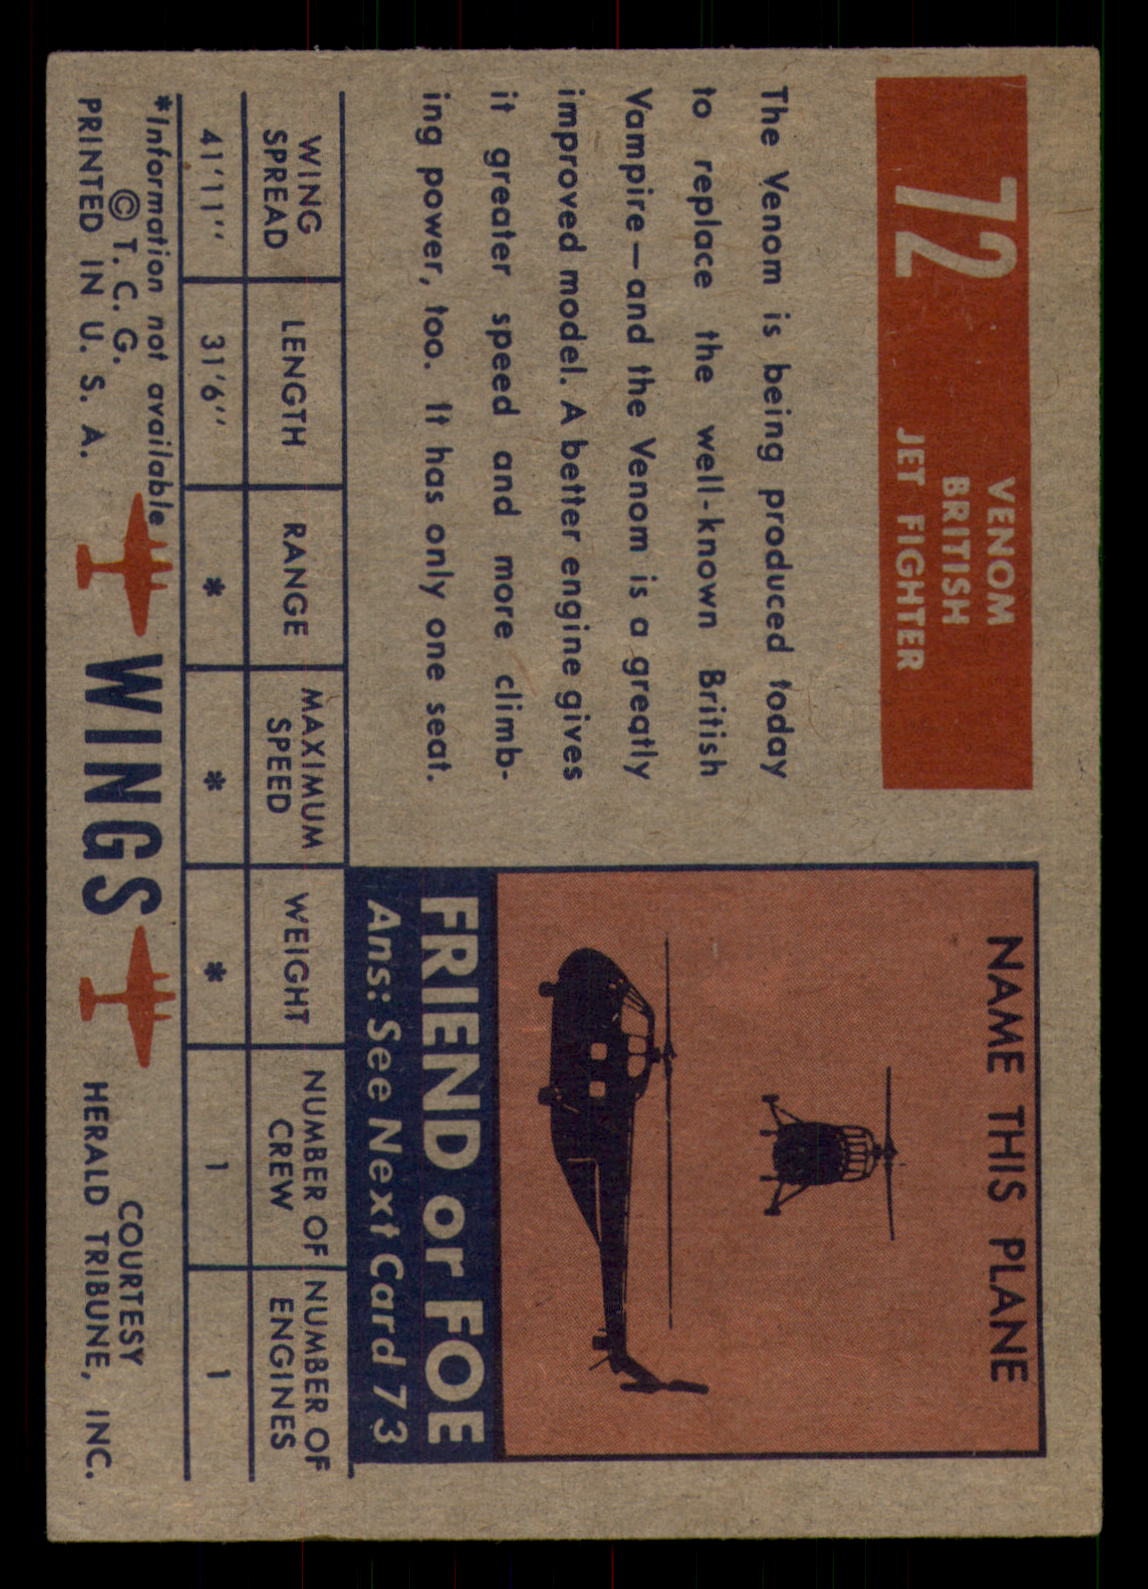 72
VENOM
BRITISH
JET FIGHTER
The Venom is being produced today
to replace the well-known British
Vampire—and the Venom is a greatly
improved model. A better engine gives
it greater speed and more climb-
ing power, too. It has only one seat.
NAME THIS PLANE
FRIEND or FOE
Ans: See Next Card 73
WING SPREAD LENGTH RANGE MAXIMUM SPEED WEIGHT NUMBER OF CREW NUMBER OF ENGINES
41'11'' 31'6'' * * * 1 1
*Information not available
© T. C. G.
PRINTED IN U. S. A.
WINGS
COURTESY
HERALD TRIBUNE, INC.